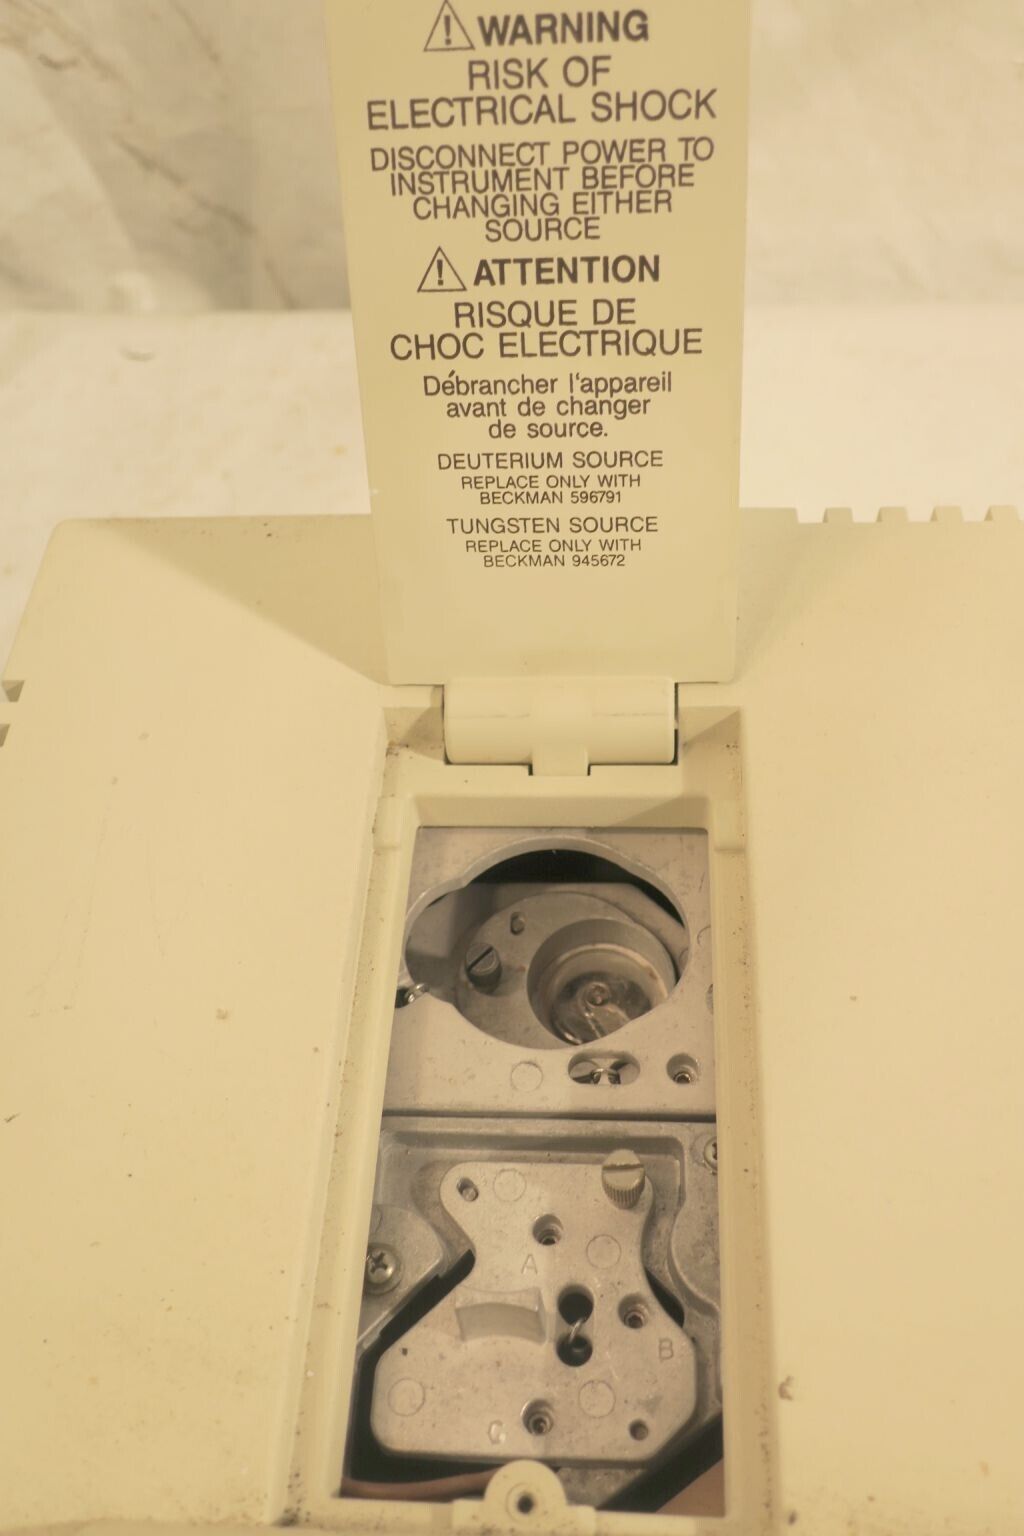 WARNING
RISK OF
ELECTRICAL SHOCK
DISCONNECT POWER TO
INSTRUMENT BEFORE
CHANGING EITHER
SOURCE
ATTENTION
RISQUE DE
CHOC ELECTRIQUE
Débrancher l'appareil
avant de changer
de source.
DEUTERIUM SOURCE
REPLACE ONLY WITH
BECKMAN 596791
TUNGSTEN SOURCE
REPLACE ONLY WITH
BECKMAN 945672
A
B
C